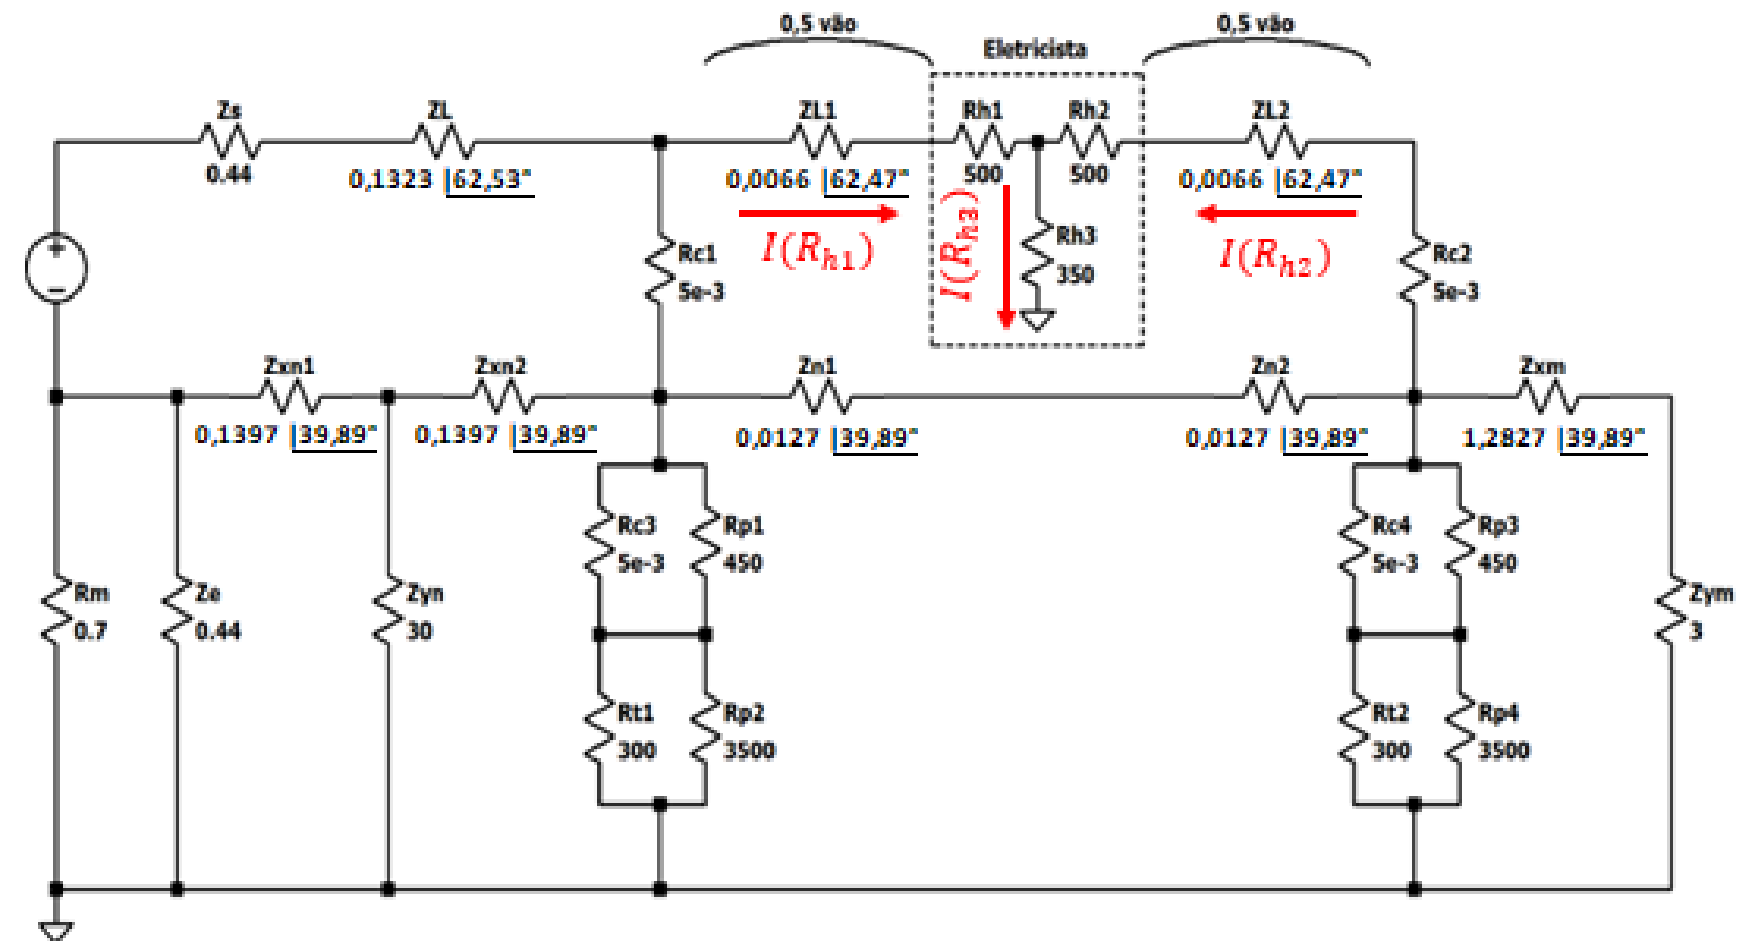 0,5 vão
Eletricista
0,5 vão
Zs
0.44
ZL
0,1323 |62,53°
ZL1
0,0066 |62,47°
Rh1
500
Rh2
500
ZL2
0,0066 |62,47°
I(Rh1)
I(Rh3)
Rh3
350
I(Rh2)
+
−
Rc1
5e-3
Rc2
5e-3
Zxn1
0,1397 |39,89°
Zxn2
0,1397 |39,89°
Zn1
0,0127 |39,89°
Zn2
0,0127 |39,89°
Zxm
1,2827 |39,89°
Rm
0.7
Ze
0.44
Zyn
30
Rc3
5e-3
Rp1
450
Rc4
5e-3
Rp3
450
Zym
3
Rt1
300
Rp2
3500
Rt2
300
Rp4
3500